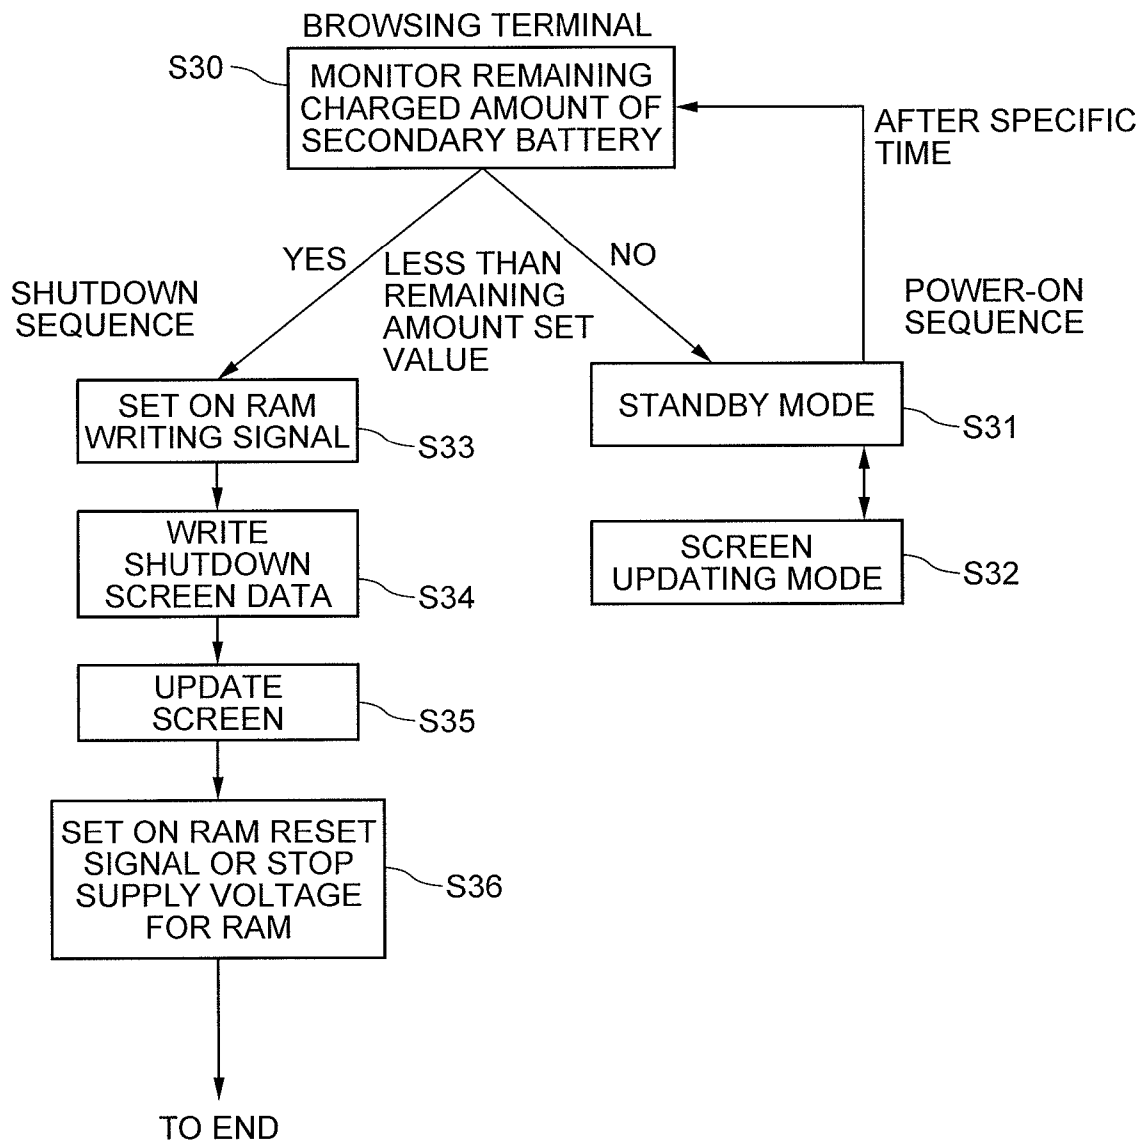 BROWSING TERMINAL
S30
MONITOR REMAINING
CHARGED AMOUNT OF
SECONDARY BATTERY
AFTER SPECIFIC
TIME
YES
LESS THAN
REMAINING
AMOUNT SET
VALUE
NO
SHUTDOWN
SEQUENCE
POWER-ON
SEQUENCE
SET ON RAM
WRITING SIGNAL
S33
STANDBY MODE
S31
WRITE
SHUTDOWN
SCREEN DATA
S34
SCREEN
UPDATING MODE
S32
UPDATE
SCREEN
S35
SET ON RAM RESET
SIGNAL OR STOP
SUPPLY VOLTAGE
FOR RAM
S36
TO END